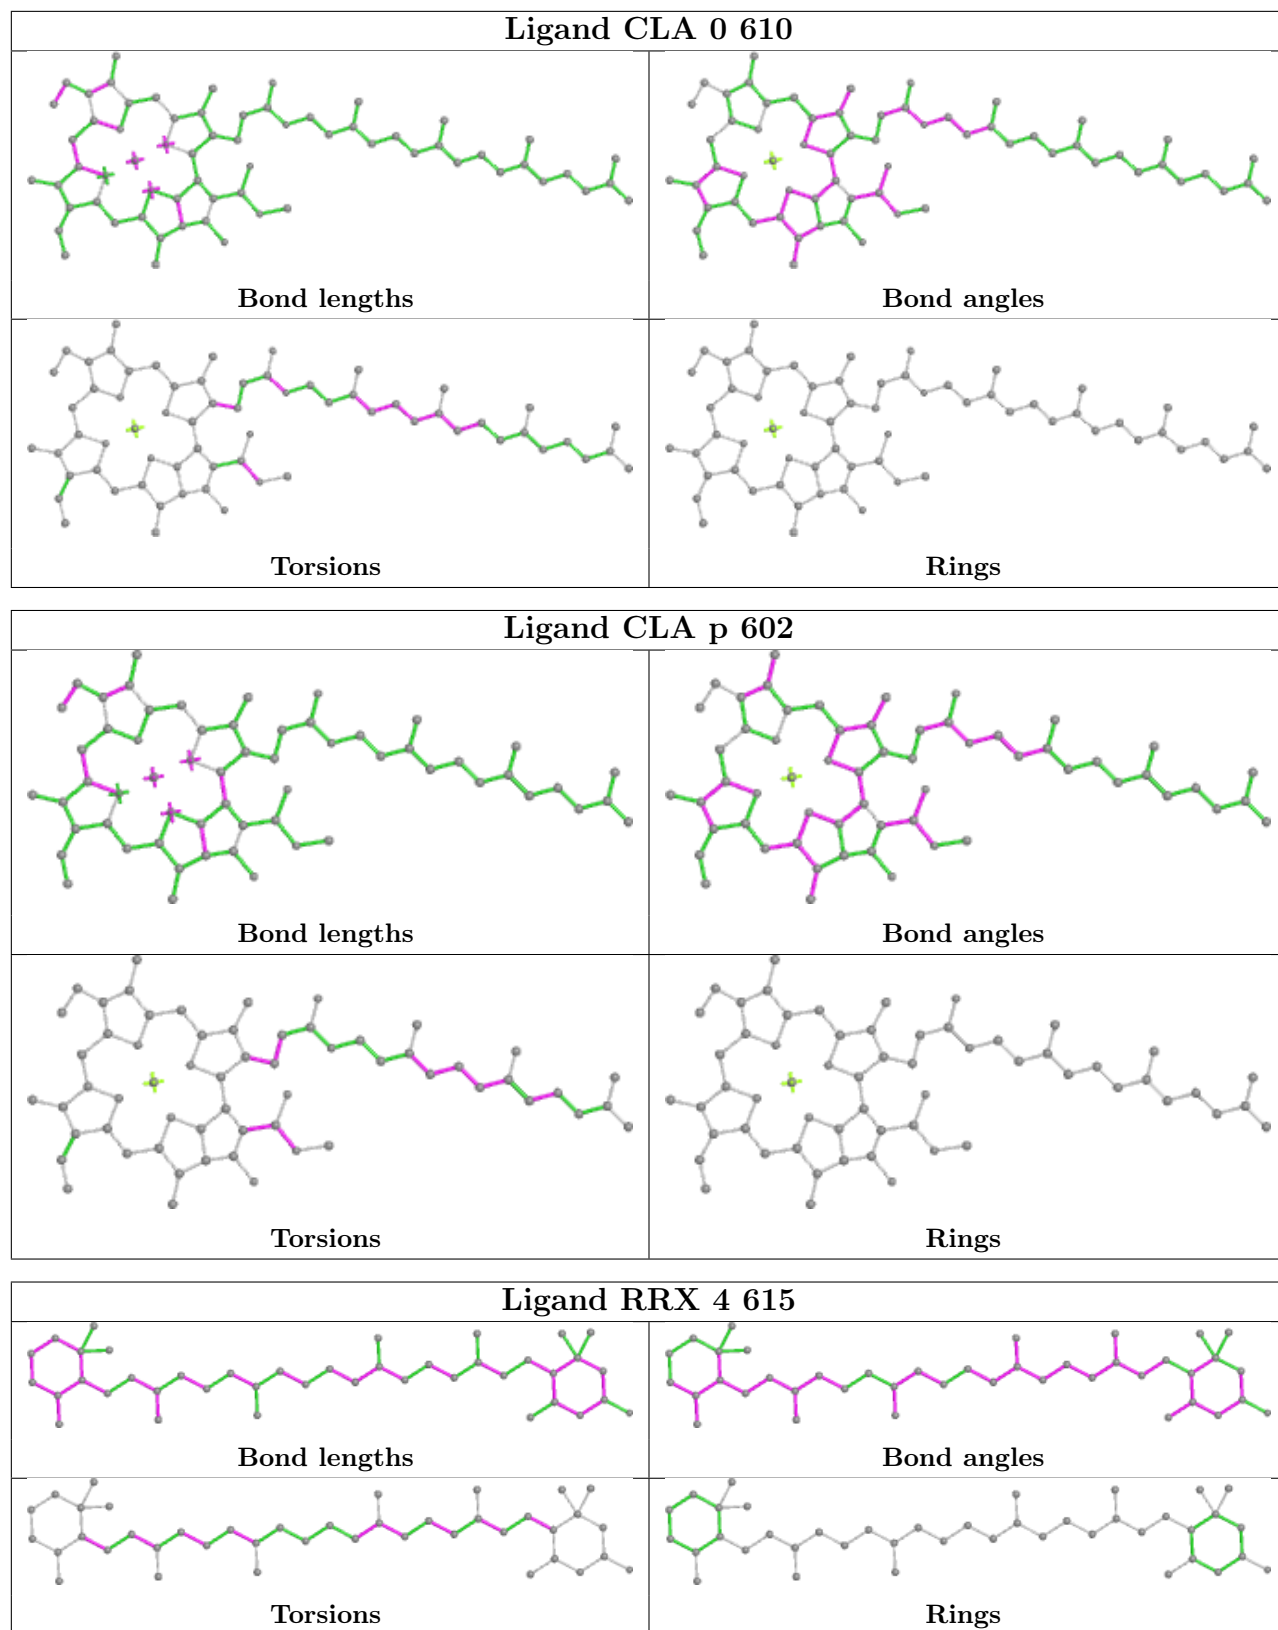 Ligand CLA 0 610
Bond lengths
Bond angles
Torsions
Rings
Ligand CLA p 602
Bond lengths
Bond angles
Torsions
Rings
Ligand RRX 4 615
Bond lengths
Bond angles
Torsions
Rings